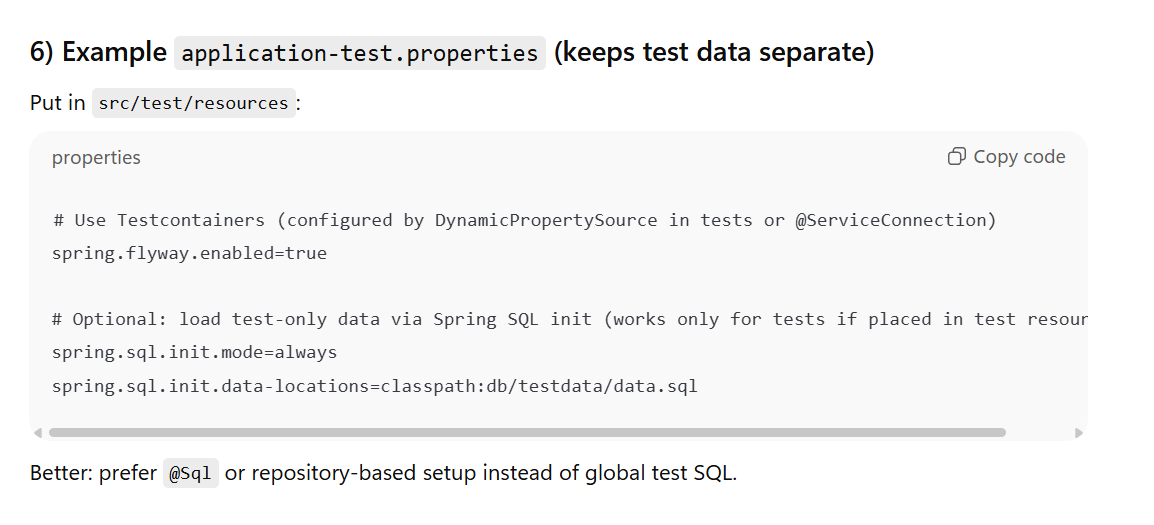 6) Example application-test.properties (keeps test data separate)
Put in src/test/resources:
properties
Copy code
# Use Testcontainers (configured by DynamicPropertySource in tests or @ServiceConnection)
spring.flyway.enabled=true
# Optional: load test-only data via Spring SQL init (works only for tests if placed in test resour
spring.sql.init.mode=always
spring.sql.init.data-locations=classpath:db/testdata/data.sql
Better: prefer @Sql or repository-based setup instead of global test SQL.